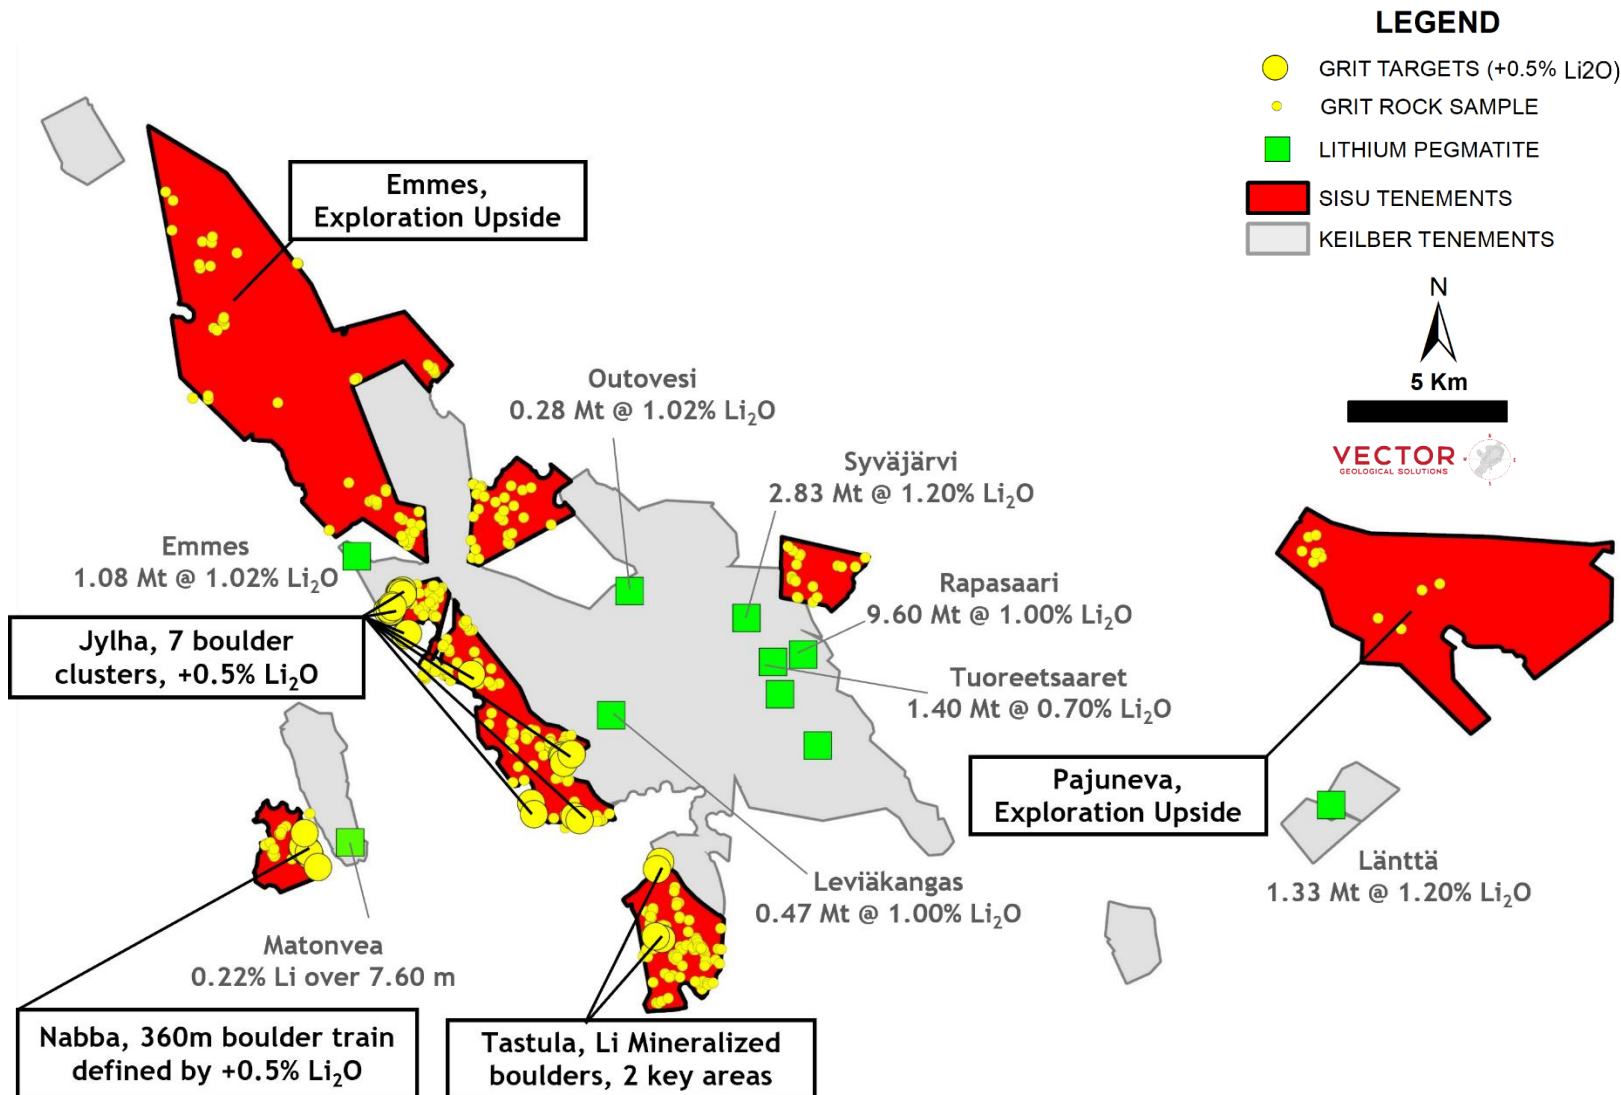 LEGEND
GRIT TARGETS (+0.5% Li2O)
GRIT ROCK SAMPLE
LITHIUM PEGMATITE
SISU TENEMENTS
KEILBER TENEMENTS
N
5 Km
VECTOR
GEOLOGICAL SOLUTIONS
Emmes,
Exploration Upside
Outovesi
0.28 Mt @ 1.02% Li₂O
Syväjärvi
2.83 Mt @ 1.20% Li₂O
Emmes
1.08 Mt @ 1.02% Li₂O
Rapasaari
9.60 Mt @ 1.00% Li₂O
Jylha, 7 boulder
clusters, +0.5% Li₂O
Tuoreetsaaret
1.40 Mt @ 0.70% Li₂O
Pajuneva,
Exploration Upside
Leviäkangas
0.47 Mt @ 1.00% Li₂O
Länttä
1.33 Mt @ 1.20% Li₂O
Matonvea
0.22% Li over 7.60 m
Nabba, 360m boulder train
defined by +0.5% Li₂O
Tastula, Li Mineralized
boulders, 2 key areas